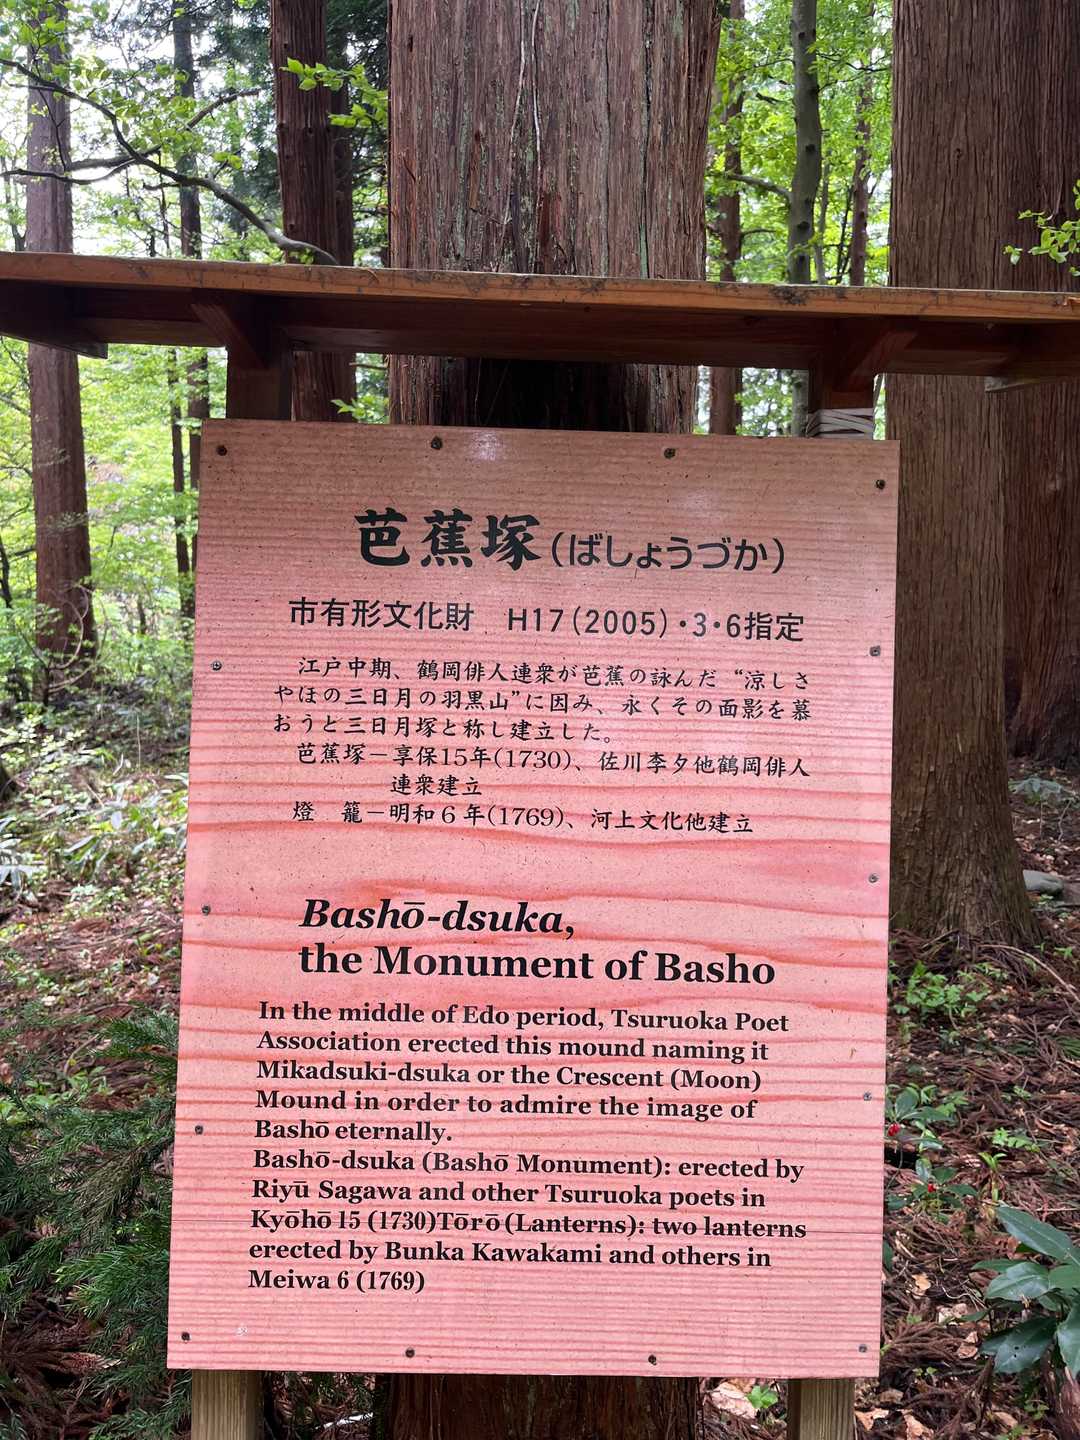 芭蕉塚(ばしょうづか)
市有形文化財　H17(2005)・3・6指定
江戸中期、鶴岡俳人連衆が芭蕉の詠んだ“涼しさ
やほの三日月の羽黒山”に因み、永くその面影を慕
おうと三日月塚と称し建立した。
芭蕉塚－享保15年(1730)、佐川李夕他鶴岡俳人
連衆建立
燈　籠－明和６年(1769)、河上文化他建立
Bashō-dsuka,
the Monument of Basho
In the middle of Edo period, Tsuruoka Poet
Association erected this mound naming it
Mikadsuki-dsuka or the Crescent (Moon)
Mound in order to admire the image of
Bashō eternally.
Bashō-dsuka (Bashō Monument): erected by
Riyū Sagawa and other Tsuruoka poets in
Kyōhō 15 (1730)Tōrō(Lanterns): two lanterns
erected by Bunka Kawakami and others in
Meiwa 6 (1769)